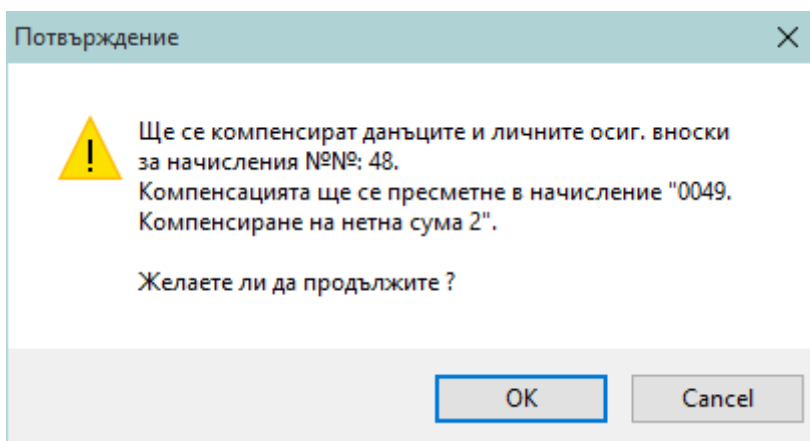 Потвърждение
Ще се компенсират данъците и личните осиг. вноски
за начисления №№: 48.
Компенсацията ще се пресметне в начисление "0049.
Компенсиране на нетна сума 2".
Желаете ли да продължите ?
OK
Cancel